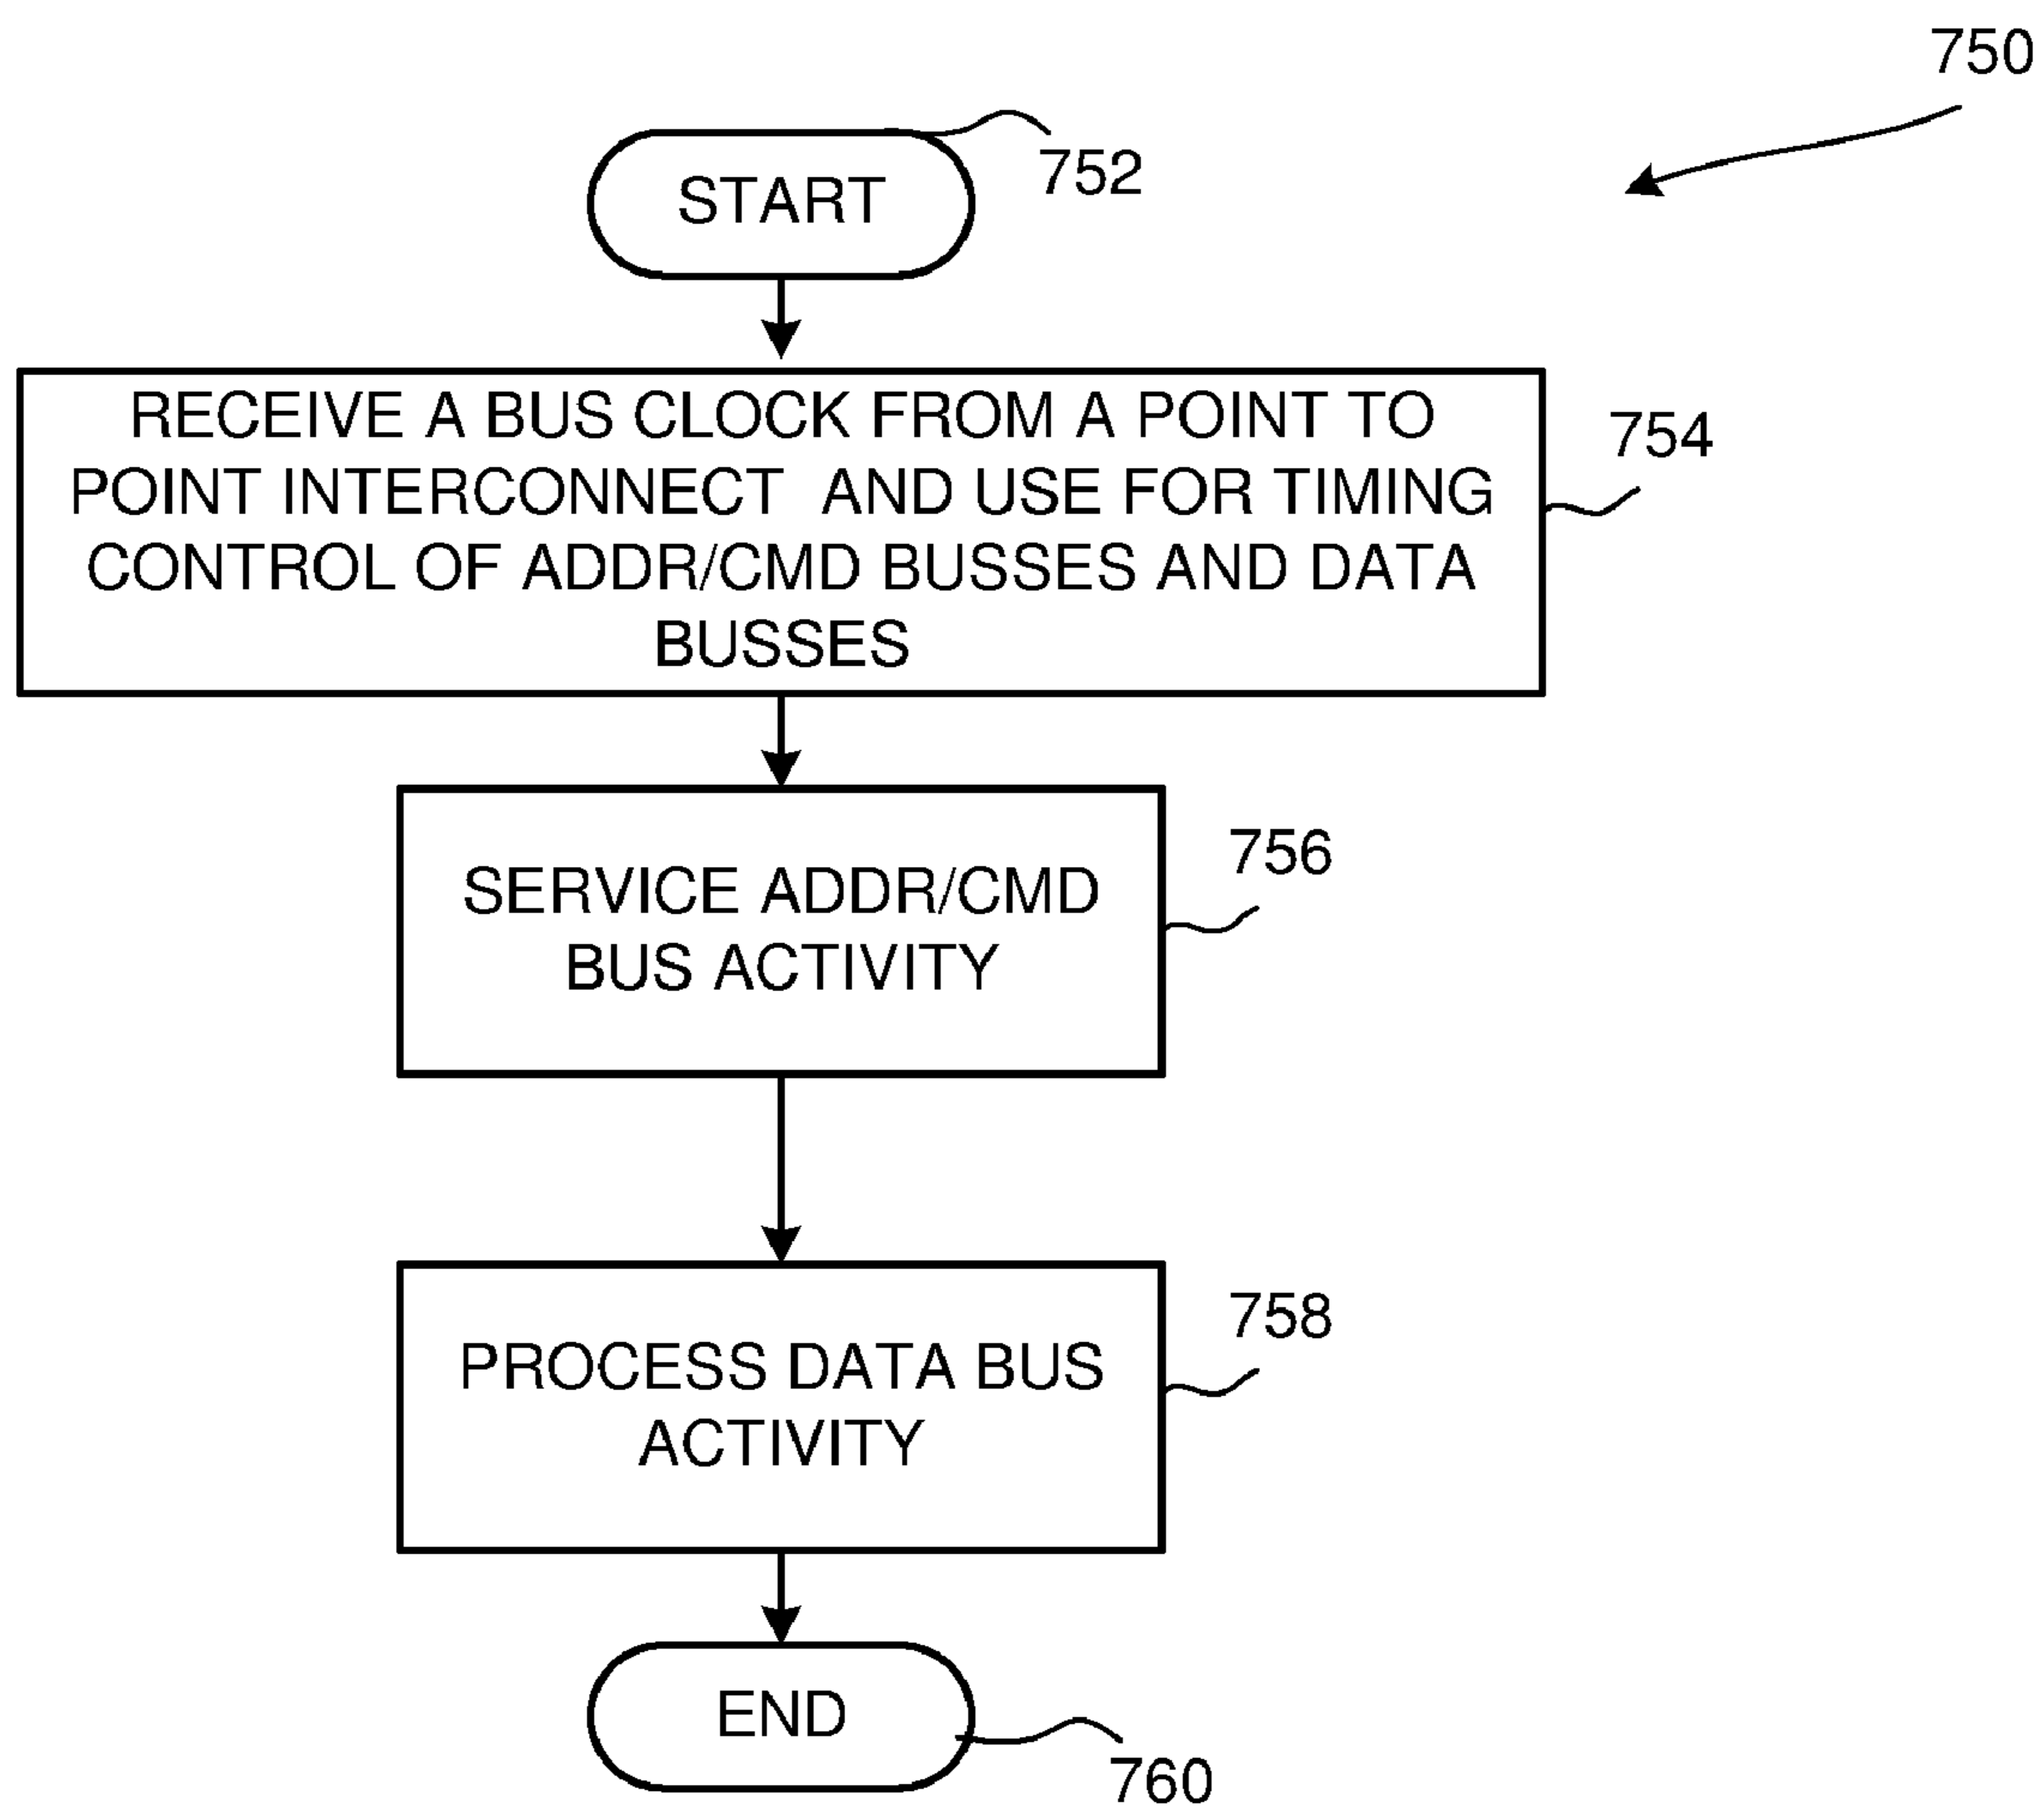 750
START
752
RECEIVE A BUS CLOCK FROM A POINT TO
POINT INTERCONNECT AND USE FOR TIMING
CONTROL OF ADDR/CMD BUSSES AND DATA
BUSSES
754
SERVICE ADDR/CMD
BUS ACTIVITY
756
PROCESS DATA BUS
ACTIVITY
758
END
760